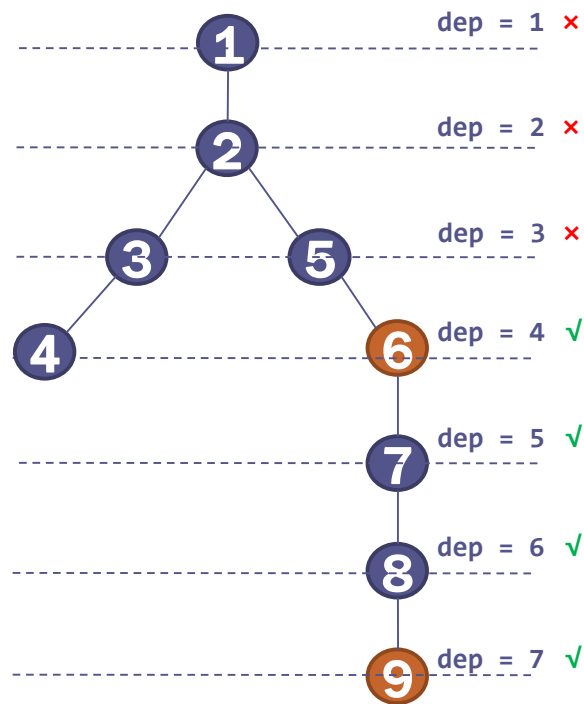 1 dep = 1 ×
2 dep = 2 ×
3 5 dep = 3 ×
4 6 dep = 4 √
7 dep = 5 √
8 dep = 6 √
9 dep = 7 √